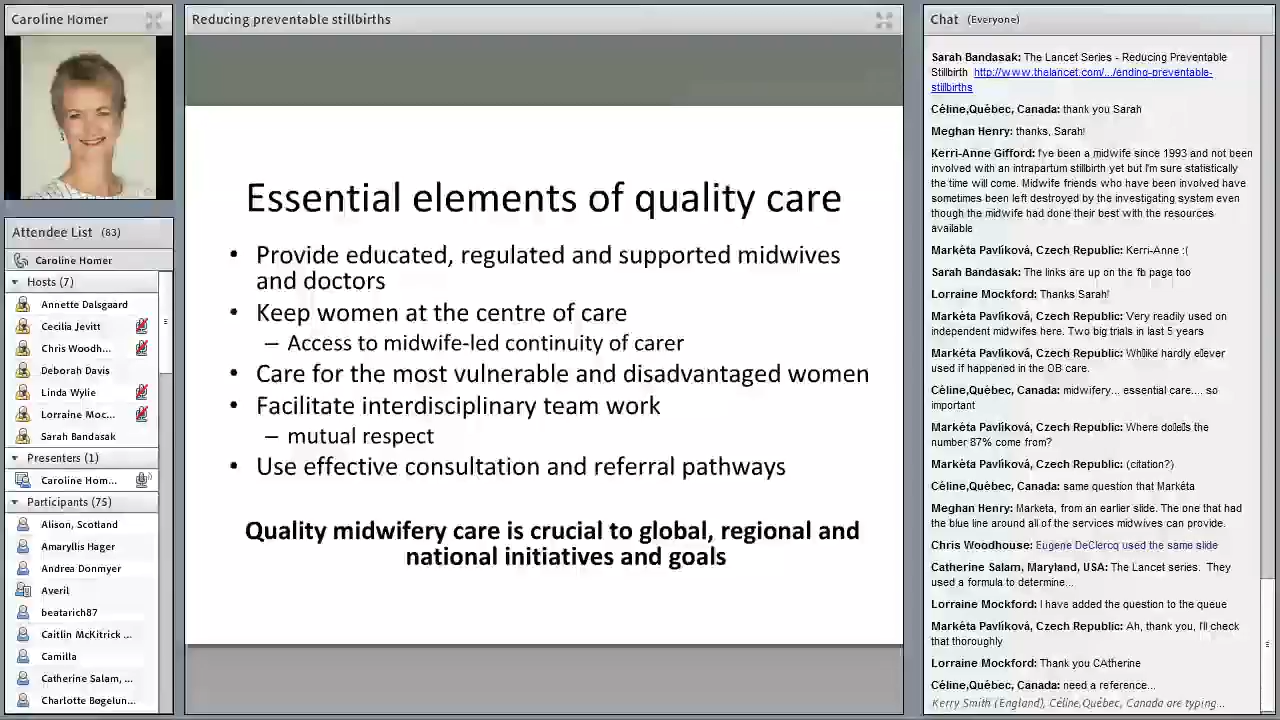 Caroline Homer
Attendee List (83)
Caroline Homer
Hosts (7)
Annette Dalsgaard
Cecilia Jevitt
Chris Woodh...
Deborah Davis
Linda Wylie
Lorraine Moc...
Sarah Bandasak
Presenters (1)
Caroline Hom...
Participants (75)
Alison, Scotland
Amaryllis Hager
Andrea Donmyer
Averil
beatarich87
Caitlin McKitrick ...
Camilla
Catherine Salam, ...
Charlotte Bøgelun...
Reducing preventable stillbirths
Essential elements of quality care
• Provide educated, regulated and supported midwives
and doctors
• Keep women at the centre of care
– Access to midwife-led continuity of carer
• Care for the most vulnerable and disadvantaged women
• Facilitate interdisciplinary team work
– mutual respect
• Use effective consultation and referral pathways
Quality midwifery care is crucial to global, regional and
national initiatives and goals
Chat (Everyone)
Sarah Bandasak: The Lancet Series - Reducing Preventable
Stillbirth http://www.thelancet.com/.../ending-preventable-
stillbirths
Céline,Québec, Canada: thank you Sarah
Meghan Henry: thanks, Sarah!
Kerri-Anne Gifford: I've been a midwife since 1993 and not been
involved with an intrapartum stillbirth yet but I'm sure statistically
the time will come. Midwife friends who have been involved have
sometimes been left destroyed by the investigating system even
though the midwife had done their best with the resources
available
Markéta Pavlíková, Czech Republic: Kerri-Anne :(
Sarah Bandasak: The links are up on the fb page too
Lorraine Mockford: Thanks Sarah!
Markéta Pavlíková, Czech Republic: Very readily used on
independent midwifes here. Two big trials in last 5 years
Markéta Pavlíková, Czech Republic:
used if happened in the OB care.
Céline,Québec, Canada: midwifery... essential care.... so
important
Markéta Pavlíková, Czech Republic: Where the
number 87% come from?
Markéta Pavlíková, Czech Republic: (citation?)
Céline,Québec, Canada: same question that Markéta
Meghan Henry: Marketa, from an earlier slide. The one that had
the blue line around all of the services midwives can provide.
Chris Woodhouse: Eugene DeClercq used the same slide
Catherine Salam, Maryland, USA: The Lancet series. They
used a formula to determine...
Lorraine Mockford: I have added the question to the queue
Markéta Pavlíková, Czech Republic: Ah, thank you, I'll check
that thoroughly
Lorraine Mockford: Thank you CAtherine
Céline,Québec, Canada: need a reference...
Kerry Smith (England), Céline,Québec, Canada are typing...